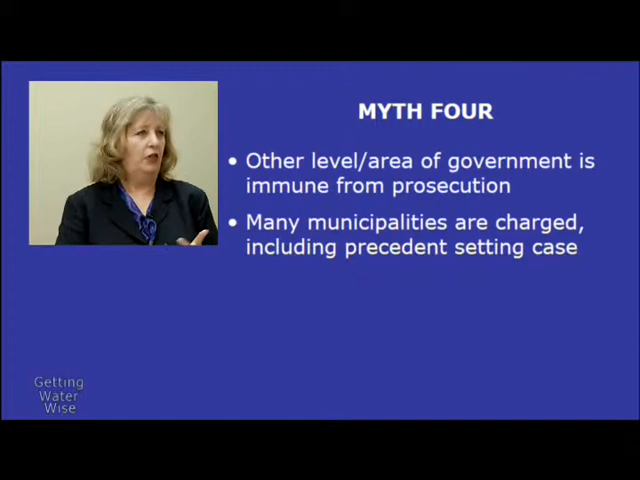 MYTH FOUR
• Other level/area of government is
immune from prosecution
• Many municipalities are charged,
including precedent setting case
Getting
Water
Wise